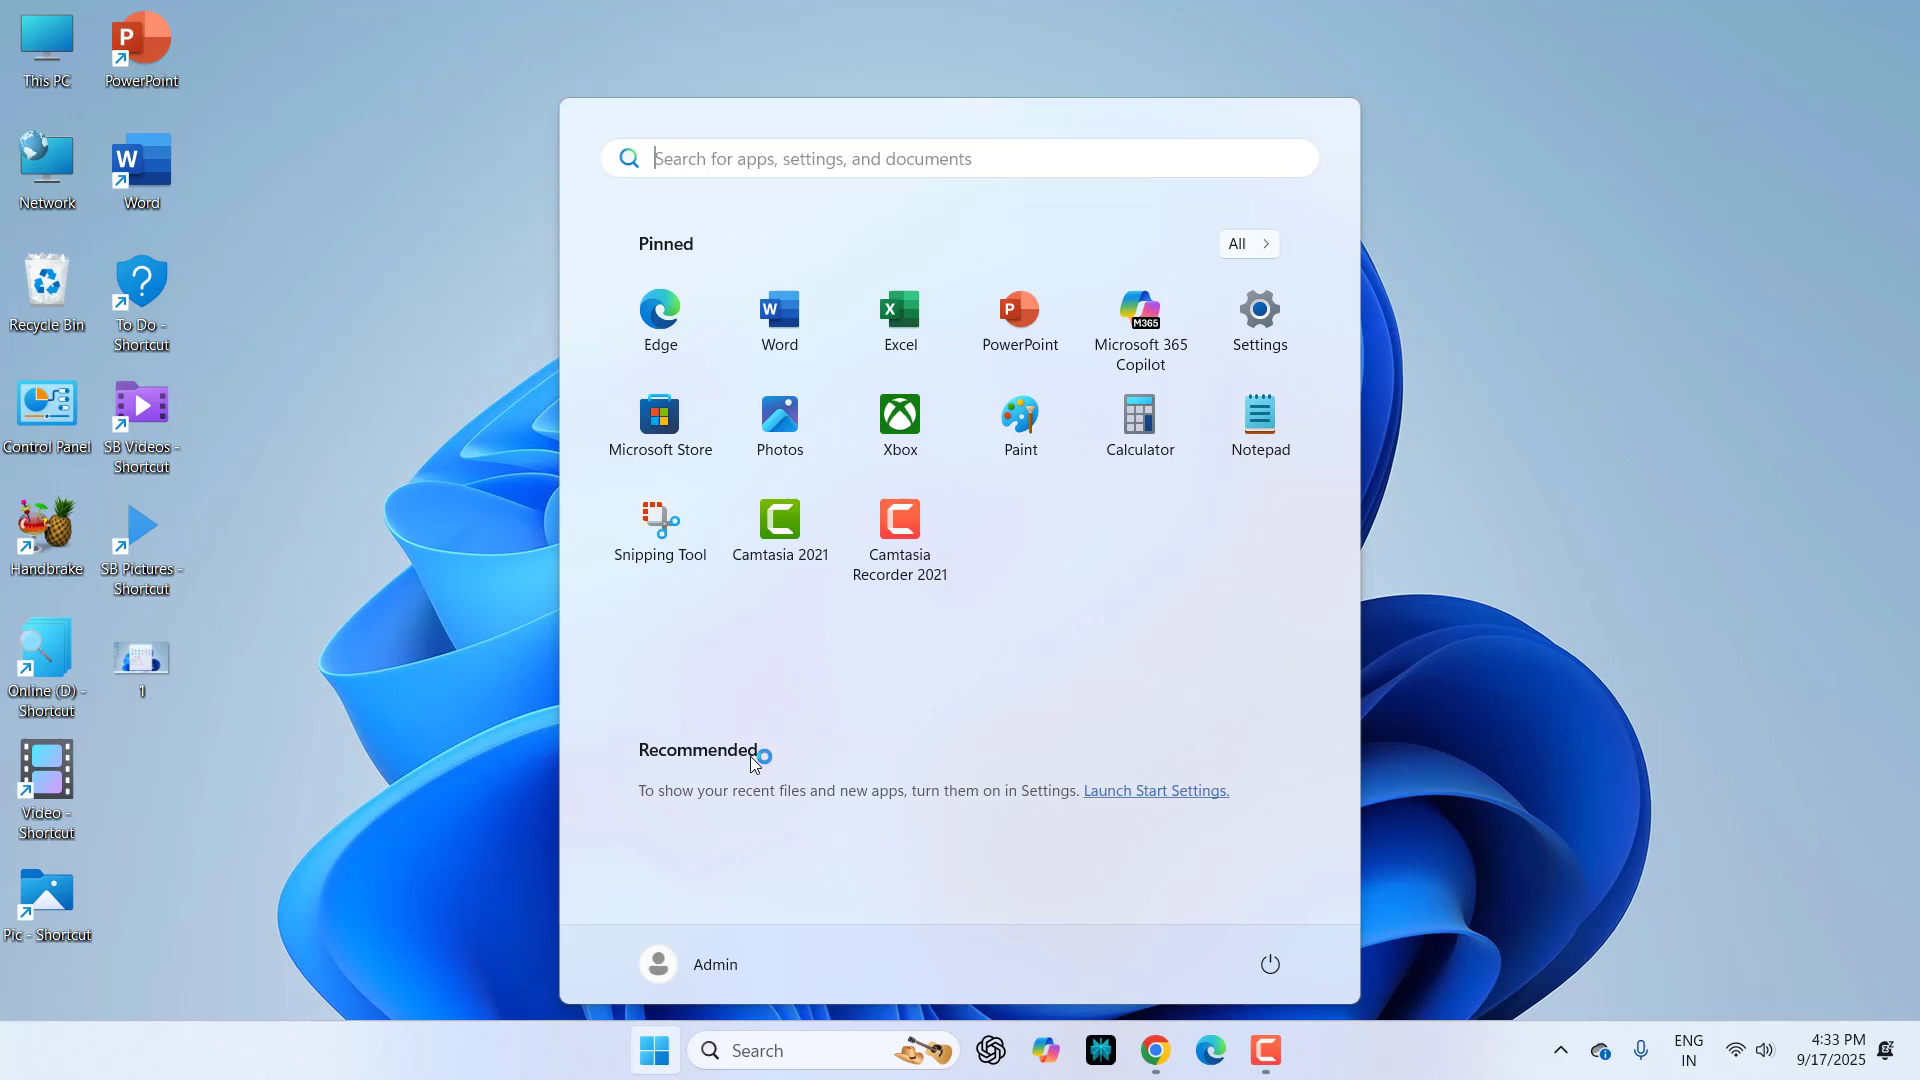 This PC
PowerPoint
Network
Word
Recycle Bin
To Do -
Shortcut
Control Panel
SB Videos -
Shortcut
Handbrake
SB Pictures -
Shortcut
Online (D) -
Shortcut
1
Video -
Shortcut
Pic - Shortcut
Search for apps, settings, and documents
Pinned
All
Edge
Word
Excel
PowerPoint
M365
Microsoft 365
Copilot
Settings
Microsoft Store
Photos
Xbox
Paint
Calculator
Notepad
Snipping Tool
Camtasia 2021
Camtasia
Recorder 2021
Recommended
To show your recent files and new apps, turn them on in Settings. Launch Start Settings.
Admin
Search
ENG
IN
4:33 PM
9/17/2025